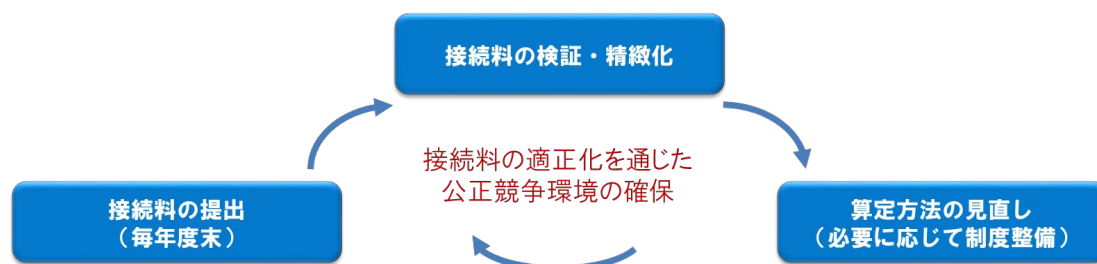 接続料の検証・精緻化
接続料の適正化を通じた
公正競争環境の確保
接続料の提出
（毎年度末）
算定方法の見直し
（必要に応じて制度整備）